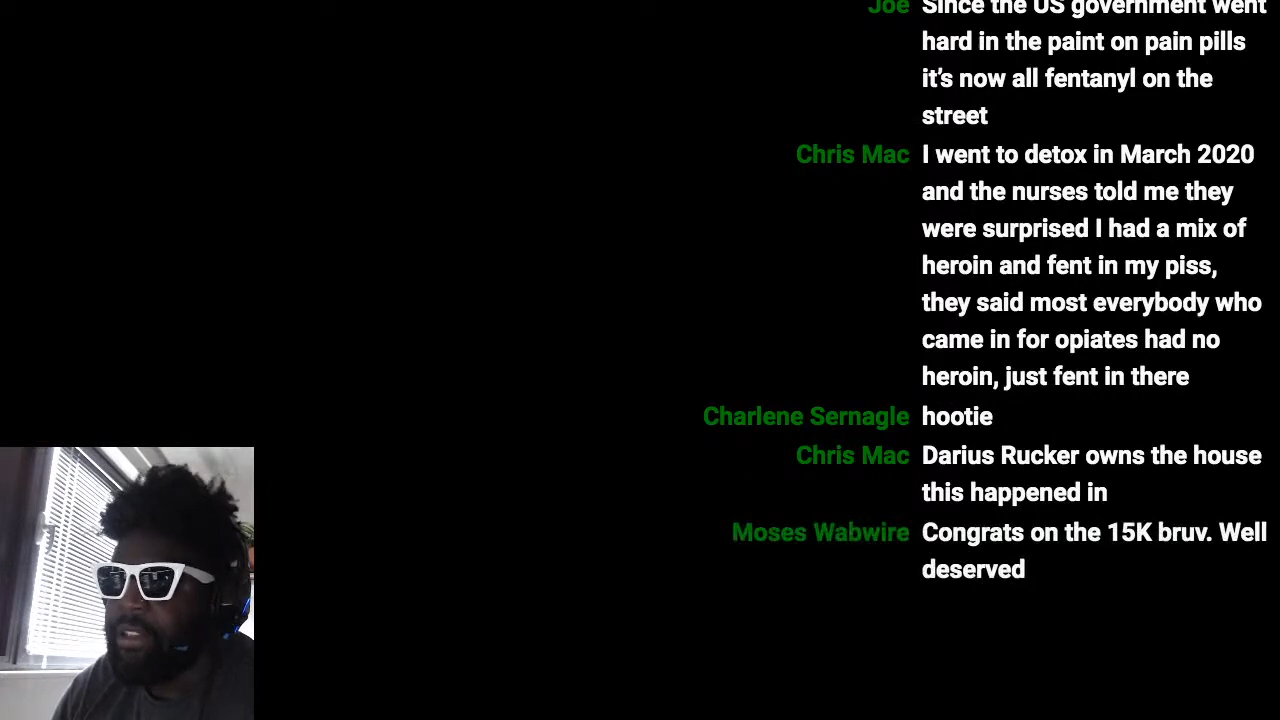 Joe Since the US government went
hard in the paint on pain pills
it's now all fentanyl on the
street
Chris Mac I went to detox in March 2020
and the nurses told me they
were surprised I had a mix of
heroin and fent in my piss,
they said most everybody who
came in for opiates had no
heroin, just fent in there
Charlene Sernagle hootie
Chris Mac Darius Rucker owns the house
this happened in
Moses Wabwire Congrats on the 15K bruv. Well
deserved